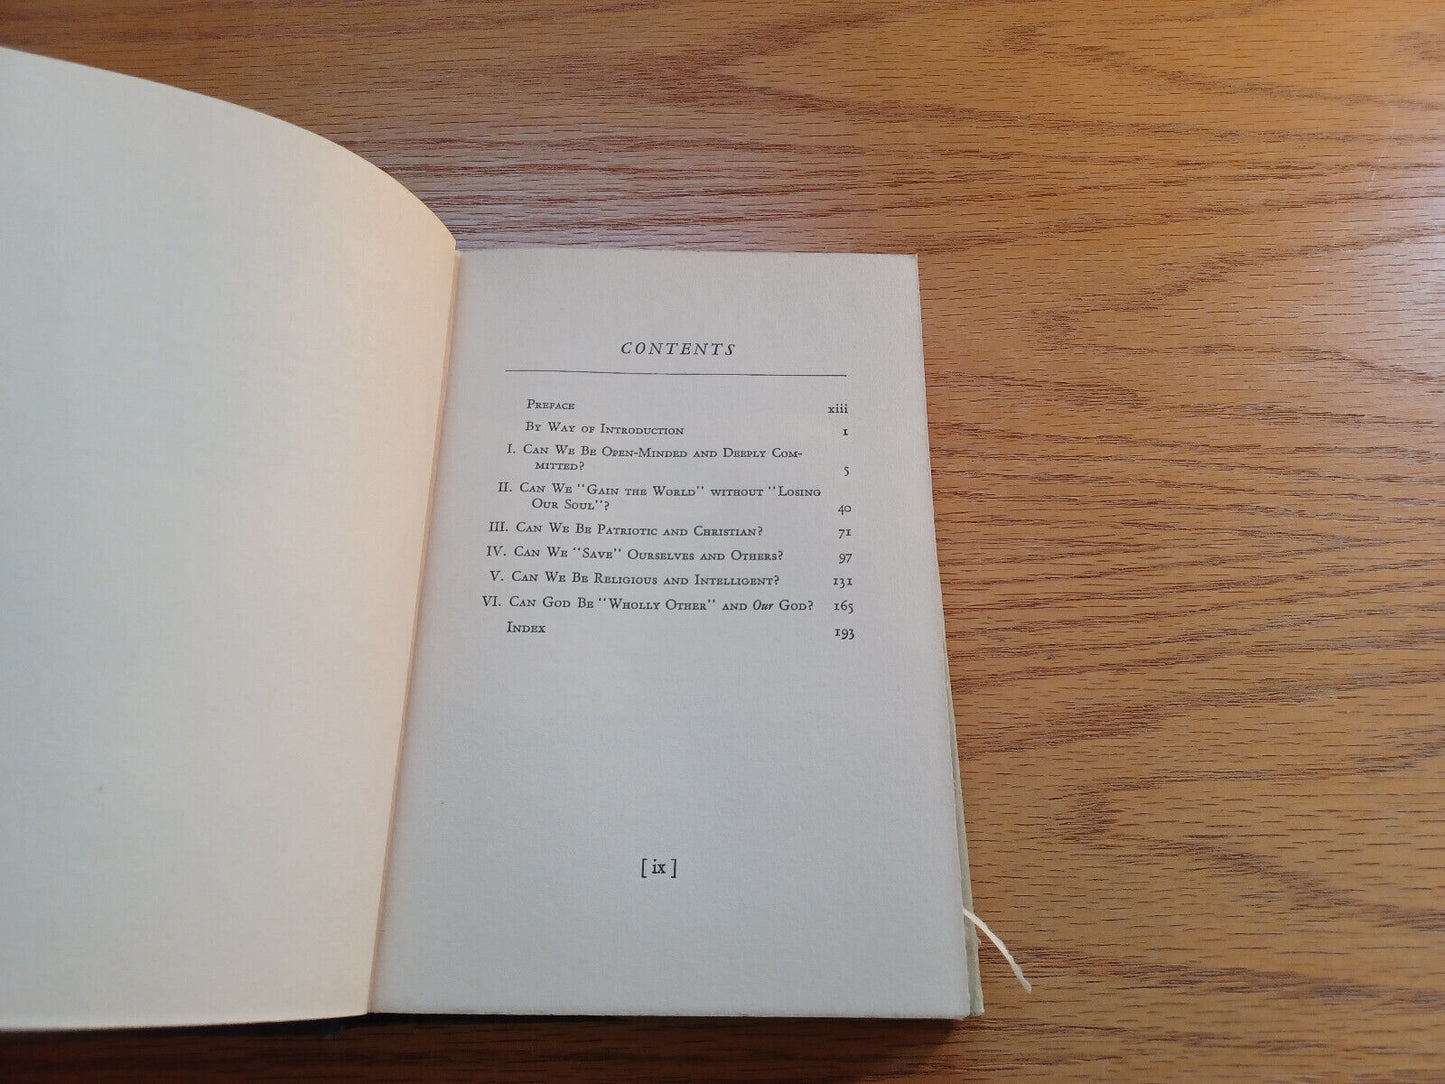 CONTENTS
Preface xiii
By Way of Introduction 1
I. Can We Be Open-Minded and Deeply Com-
mitted? 5
II. Can We "Gain the World" without "Losing
Our Soul"? 40
III. Can We Be Patriotic and Christian? 71
IV. Can We "Save" Ourselves and Others? 97
V. Can We Be Religious and Intelligent? 131
VI. Can God Be "Wholly Other" and Our God? 165
Index 193
[ ix ]